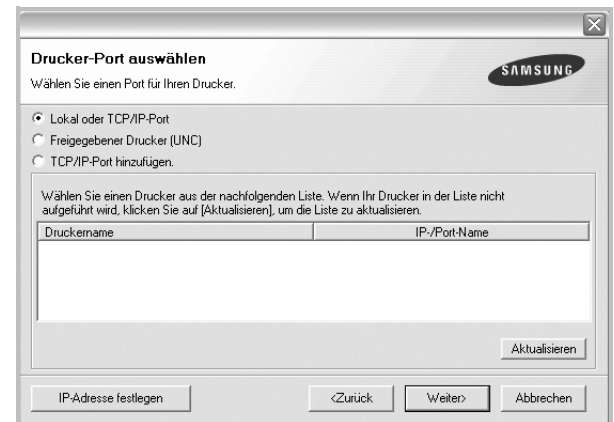 Drucker-Port auswählen
Wählen Sie einen Port für Ihren Drucker.
SAMSUNG
Lokal oder TCP/IP-Port
Freigegebener Drucker (UNC)
TCP/IP-Port hinzufügen.
Wählen Sie einen Drucker aus der nachfolgenden Liste. Wenn Ihr Drucker in der Liste nicht
aufgeführt wird, klicken Sie auf [Aktualisieren], um die Liste zu aktualisieren.
Druckername IP-/Port-Name
Aktualisieren
IP-Adresse festlegen <Zurück Weiter> Abbrechen